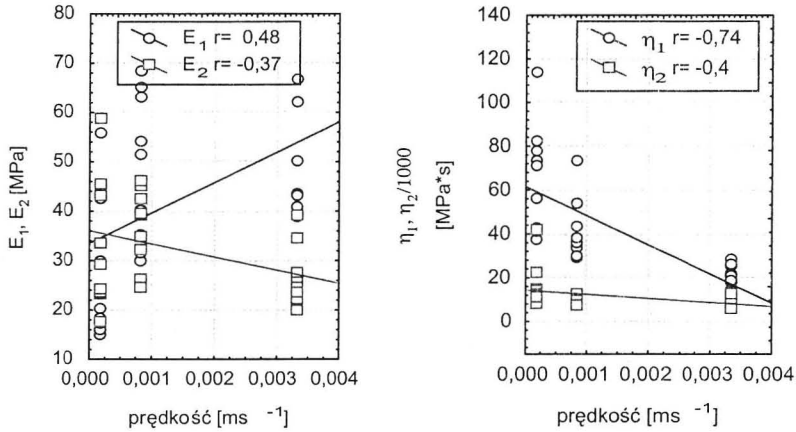 80
70
60
50
40
30
20
10
E₁, E₂ [MPa]
E₁ r= 0,48
E₂ r= -0,37
0,000 0,001 0,002 0,003 0,004
prędkość [ms ⁻¹]
140
120
100
80
60
40
20
0
η₁, η₂/1000
[MPa*s]
η₁ r= -0,74
η₂ r= -0,4
0,000 0,001 0,002 0,003 0,004
prędkość [ms ⁻¹]